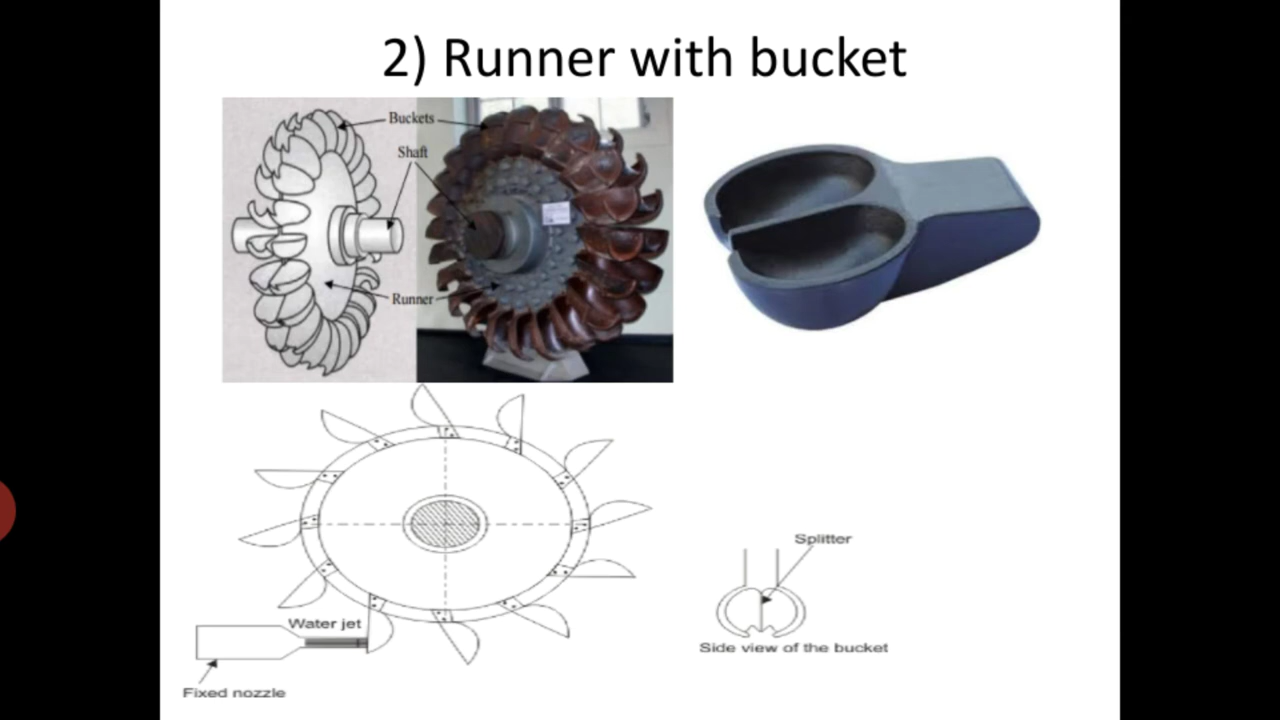 2) Runner with bucket
Buckets
Shaft
Runner
Water jet
Fixed nozzle
Splitter
Side view of the bucket